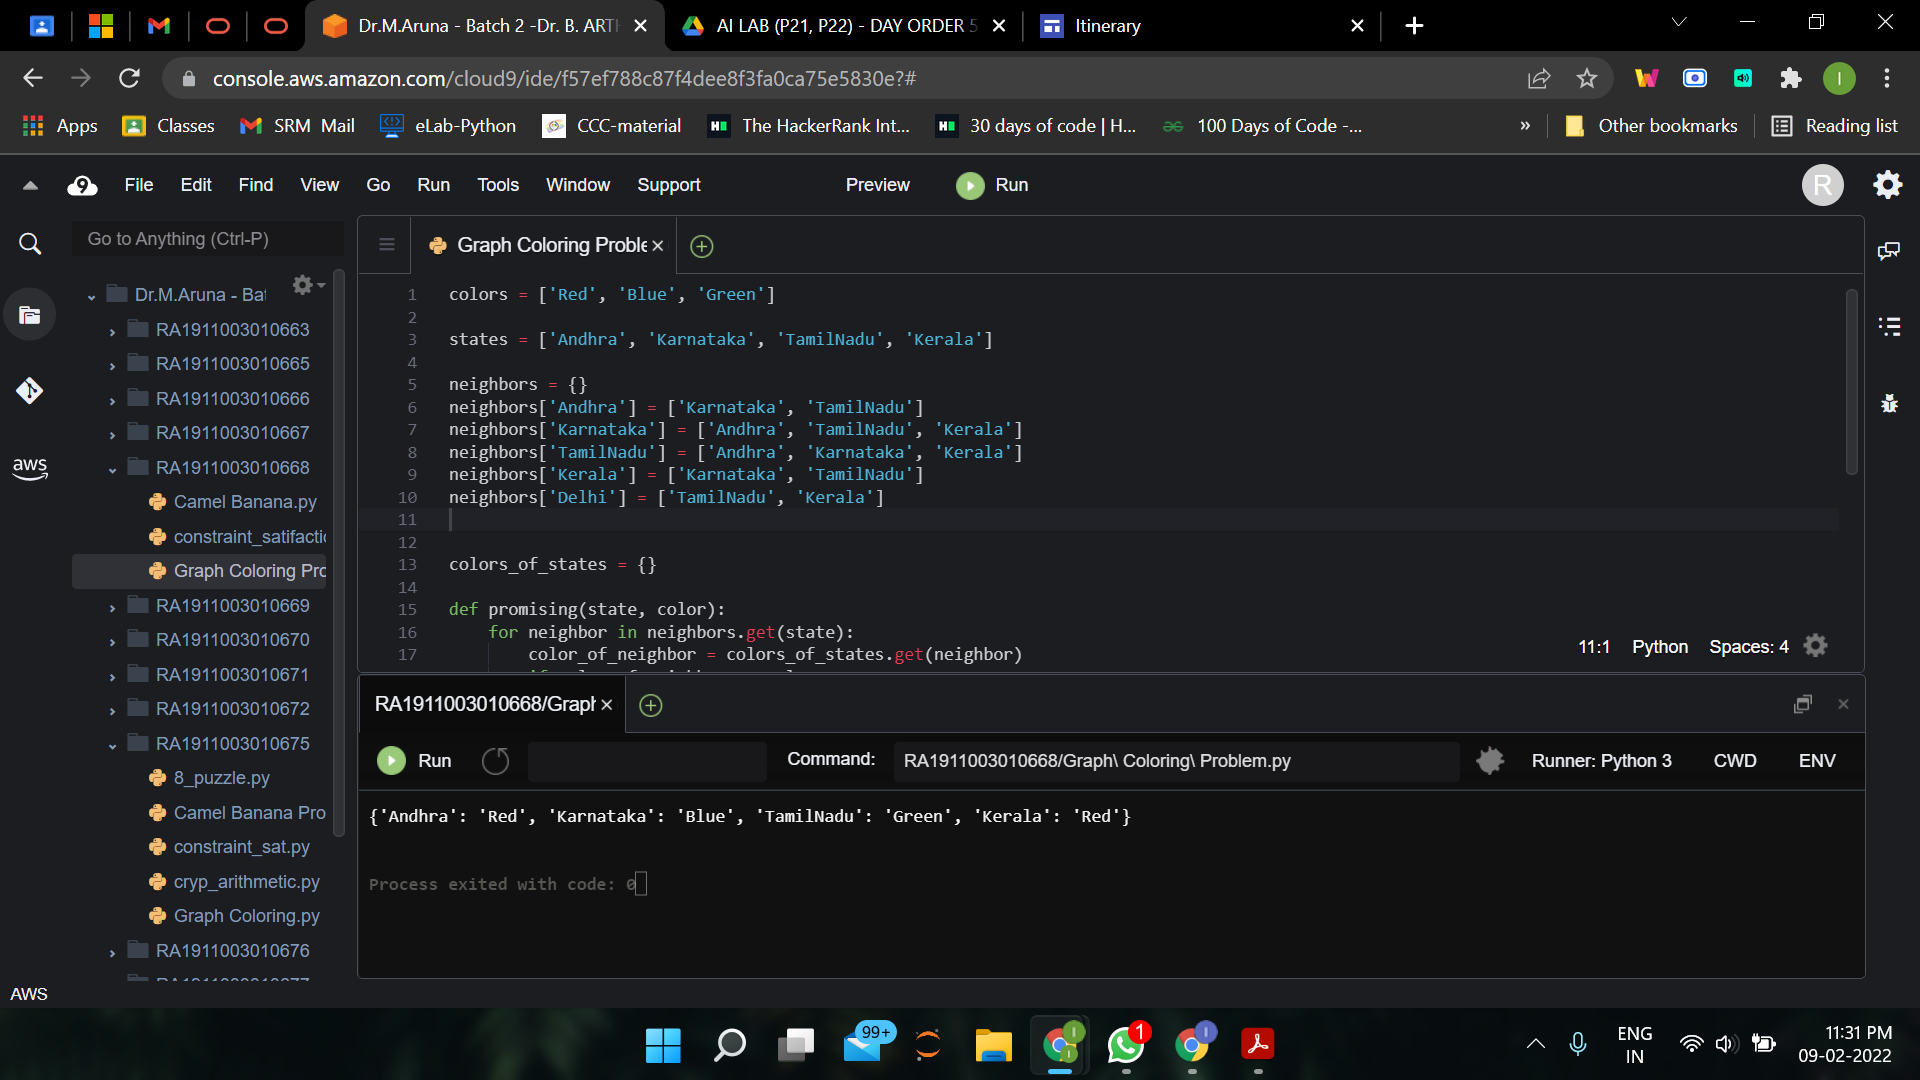 Dr.M.Aruna - Batch 2 -Dr. B. ARTH
AI LAB (P21, P22) - DAY ORDER 5
Itinerary
console.aws.amazon.com/cloud9/ide/f57ef788c87f4dee8f3fa0ca75e5830e?#
I
Apps
Classes
SRM Mail
eLab-Python
CCC-material
The HackerRank Int...
30 days of code | H...
100 Days of Code -...
»
Other bookmarks
Reading list
9
File Edit Find View Go Run Tools Window Support
Preview
Run
R
Go to Anything (Ctrl-P)
aws
Dr.M.Aruna - Bat
RA1911003010663
RA1911003010665
RA1911003010666
RA1911003010667
RA1911003010668
Camel Banana.py
constraint_satifactio
Graph Coloring Pro
RA1911003010669
RA1911003010670
RA1911003010671
RA1911003010672
RA1911003010675
8_puzzle.py
Camel Banana Pro
constraint_sat.py
cryp_arithmetic.py
Graph Coloring.py
RA1911003010676
AWS
Graph Coloring Proble
1 colors = ['Red', 'Blue', 'Green']
2
3 states = ['Andhra', 'Karnataka', 'TamilNadu', 'Kerala']
4
5 neighbors = {}
6 neighbors['Andhra'] = ['Karnataka', 'TamilNadu']
7 neighbors['Karnataka'] = ['Andhra', 'TamilNadu', 'Kerala']
8 neighbors['TamilNadu'] = ['Andhra', 'Karnataka', 'Kerala']
9 neighbors['Kerala'] = ['Karnataka', 'TamilNadu']
10 neighbors['Delhi'] = ['TamilNadu', 'Kerala']
11
12
13 colors_of_states = {}
14
15 def promising(state, color):
16 for neighbor in neighbors.get(state):
17 color_of_neighbor = colors_of_states.get(neighbor)
11:1 Python Spaces: 4
RA1911003010668/Graph
Run
Command:
RA1911003010668/Graph\ Coloring\ Problem.py
Runner: Python 3
CWD
ENV
{'Andhra': 'Red', 'Karnataka': 'Blue', 'TamilNadu': 'Green', 'Kerala': 'Red'}
Process exited with code: 0
99+
I
1
I
ENG
IN
11:31 PM
09-02-2022